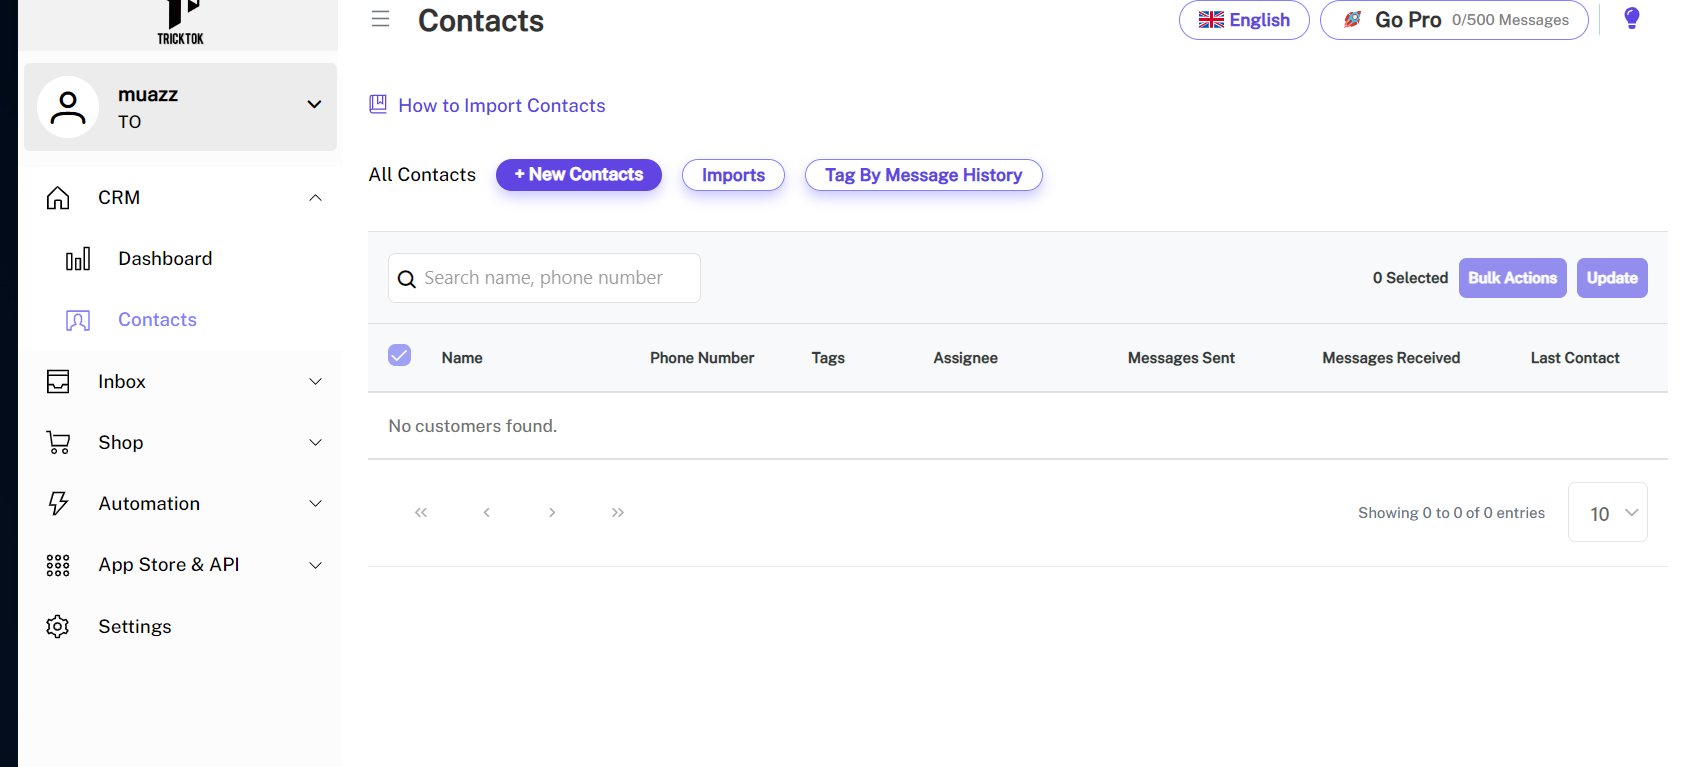 TRICKTOK
muazz
TO
CRM
Dashboard
Contacts
Inbox
Shop
Automation
App Store & API
Settings
Contacts
English
Go Pro 0/500 Messages
How to Import Contacts
All Contacts + New Contacts Imports Tag By Message History
Search name, phone number
0 Selected Bulk Actions Update
Name Phone Number Tags Assignee Messages Sent Messages Received Last Contact
No customers found.
« ‹ › » Showing 0 to 0 of 0 entries 10